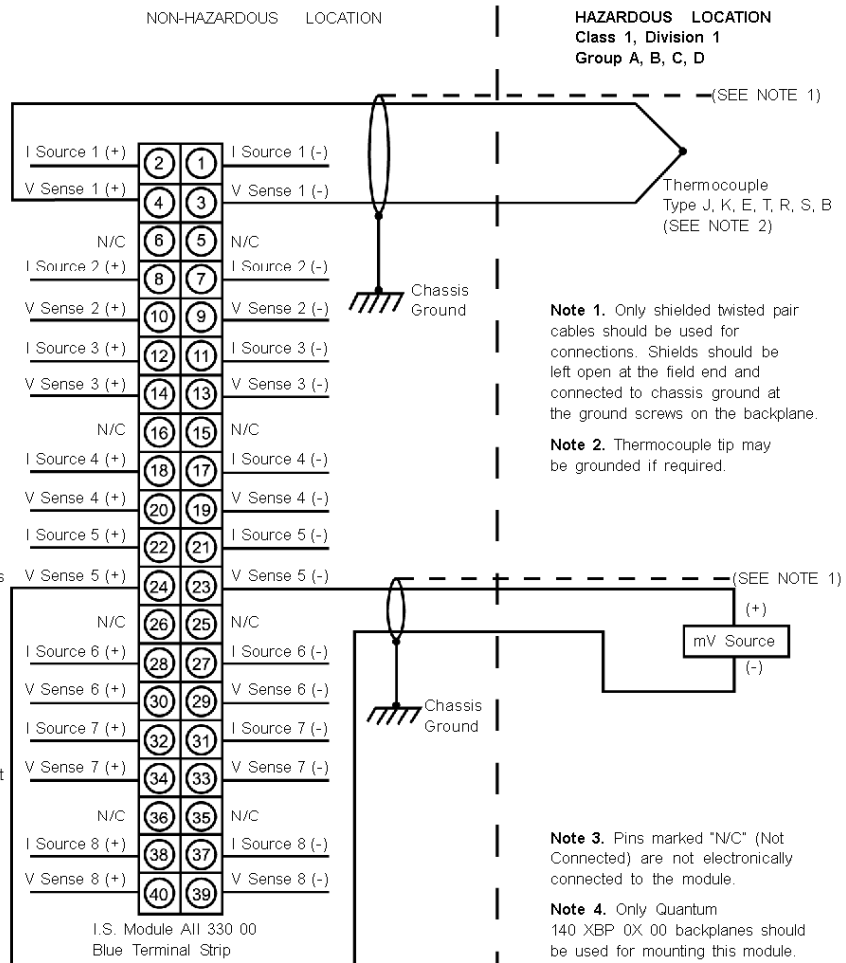 NON-HAZARDOUS LOCATION
HAZARDOUS LOCATION
Class 1, Division 1
Group A, B, C, D
(SEE NOTE 1)
I Source 1 (+) 2 1 I Source 1 (-)
V Sense 1 (+) 4 3 V Sense 1 (-)
Thermocouple
Type J, K, E, T, R, S, B
(SEE NOTE 2)
N/C 6 5 N/C
I Source 2 (+) 8 7 I Source 2 (-)
Chassis
Ground
V Sense 2 (+) 10 9 V Sense 2 (-)
I Source 3 (+) 12 11 I Source 3 (-)
V Sense 3 (+) 14 13 V Sense 3 (-)
N/C 16 15 N/C
I Source 4 (+) 18 17 I Source 4 (-)
V Sense 4 (+) 20 19 V Sense 4 (-)
I Source 5 (+) 22 21 I Source 5 (-)
s V Sense 5 (+) 24 23 V Sense 5 (-)
Note 1. Only shielded twisted pair
cables should be used for
connections. Shields should be
left open at the field end and
connected to chassis ground at
the ground screws on the backplane.
Note 2. Thermocouple tip may
be grounded if required.
(SEE NOTE 1)
(+)
mV Source
(-)
N/C 26 25 N/C
I Source 6 (+) 28 27 I Source 6 (-)
V Sense 6 (+) 30 29 V Sense 6 (-)
Chassis
Ground
I Source 7 (+) 32 31 I Source 7 (-)
t V Sense 7 (+) 34 33 V Sense 7 (-)
N/C 36 35 N/C
I Source 8 (+) 38 37 I Source 8 (-)
V Sense 8 (+) 40 39 V Sense 8 (-)
I.S. Module AII 330 00
Blue Terminal Strip
Note 3. Pins marked "N/C" (Not
Connected) are not electronically
connected to the module.
Note 4. Only Quantum
140 XBP 0X 00 backplanes should
be used for mounting this module.